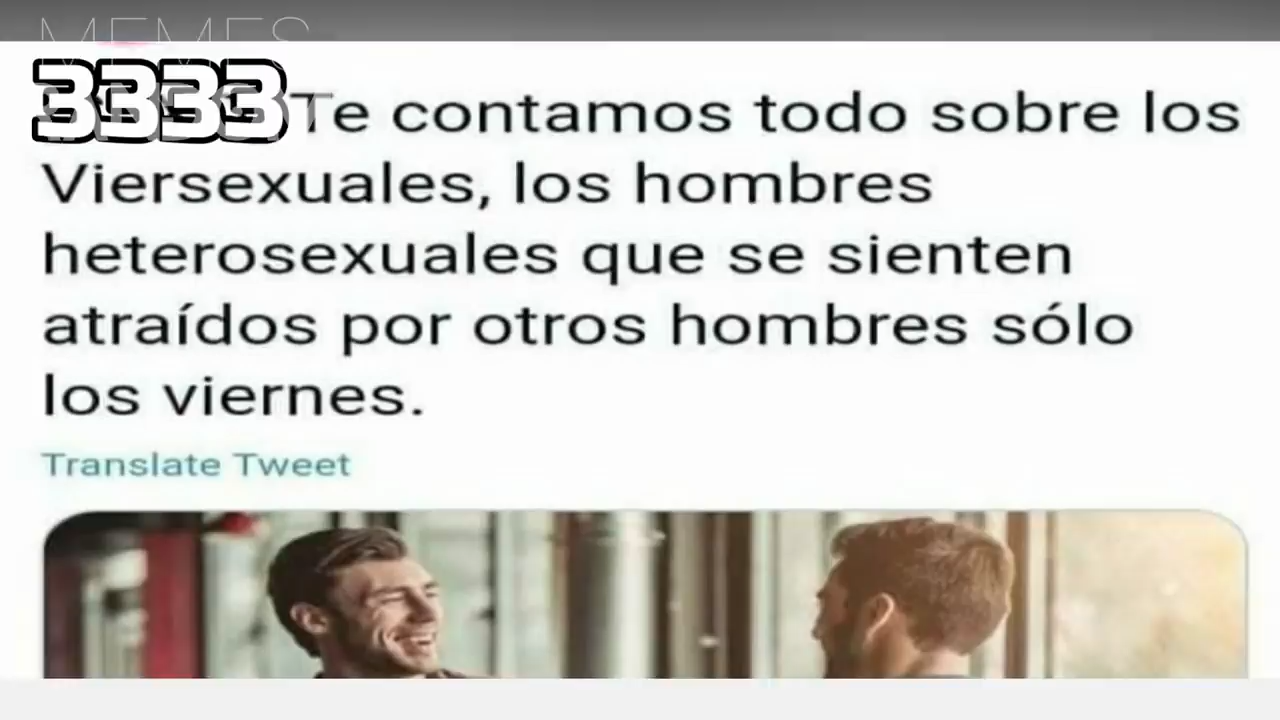 MEMES
3333 Te contamos todo sobre los
Viersexuales, los hombres
heterosexuales que se sienten
atraídos por otros hombres sólo
los viernes.
Translate Tweet